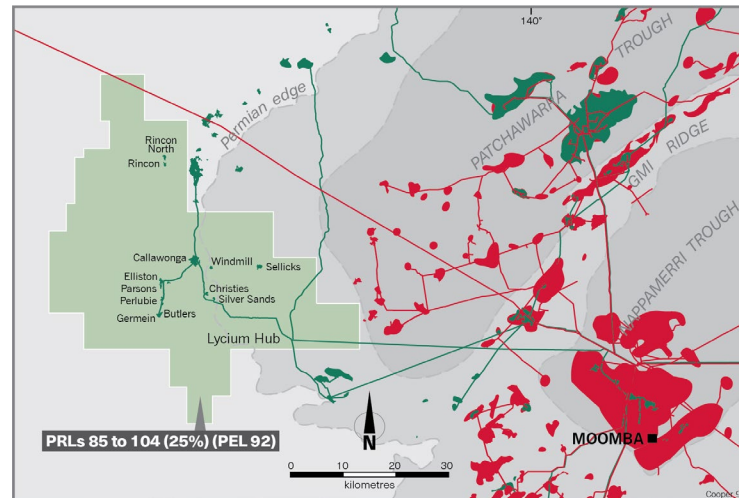 140°
TROUGH
PATCHAWARRA
GMI RIDGE
Permian edge
NAPPAMERRI TROUGH
Rincon
North
Rincon
Callawonga
Windmill
Sellicks
Elliston
Parsons
Perlubie
Christies
Silver Sands
Germein
Butlers
Lycium Hub
PRLs 85 to 104 (25%) (PEL 92)
N
MOOMBA
0 10 20 30
kilometres